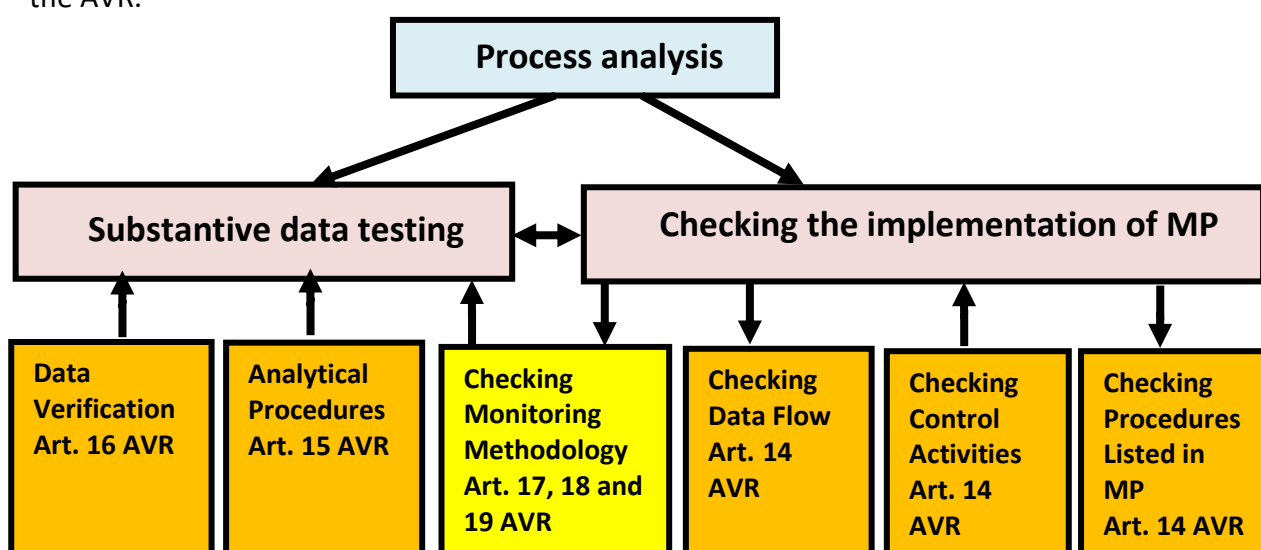 the AVR.
Process analysis
Substantive data testing
Checking the implementation of MP
Data
Verification
Art. 16 AVR
Analytical
Procedures
Art. 15 AVR
Checking
Monitoring
Methodology
Art. 17, 18 and
19 AVR
Checking
Data Flow
Art. 14
AVR
Checking
Control
Activities
Art. 14
AVR
Checking
Procedures
Listed in
MP
Art. 14 AVR